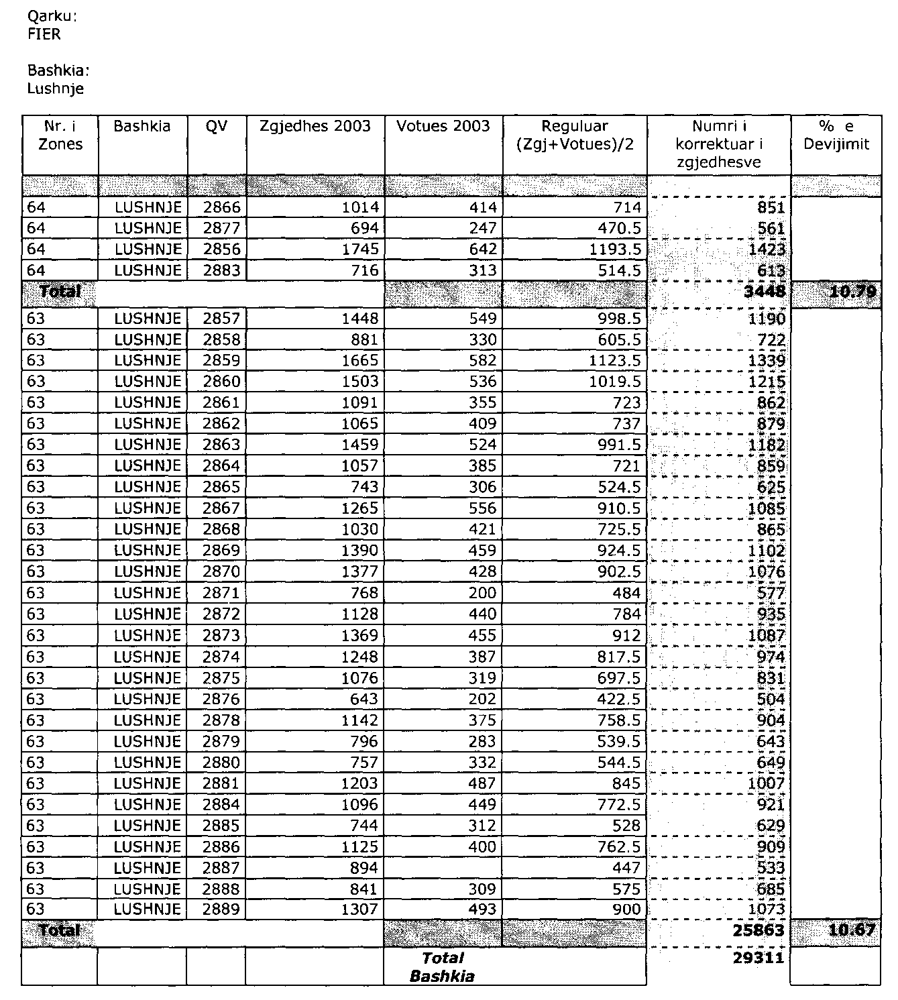 Qarku:
FIER
Bashkia:
Lushnje
Nr. i Zones Bashkia QV Zgjedhes 2003 Votues 2003 Reguluar (Zgj+Votues)/2 Numri i korrektuar i zgjedhesve % e Devijimit
64 LUSHNJE 2866 1014 414 714 851
64 LUSHNJE 2877 694 247 470.5 561
64 LUSHNJE 2856 1745 642 1193.5 1423
64 LUSHNJE 2883 716 313 514.5 613
Total 3448 10.79
63 LUSHNJE 2857 1448 549 998.5 1190
63 LUSHNJE 2858 881 330 605.5 722
63 LUSHNJE 2859 1665 582 1123.5 1339
63 LUSHNJE 2860 1503 536 1019.5 1215
63 LUSHNJE 2861 1091 355 723 862
63 LUSHNJE 2862 1065 409 737 879
63 LUSHNJE 2863 1459 524 991.5 1182
63 LUSHNJE 2864 1057 385 721 859
63 LUSHNJE 2865 743 306 524.5 625
63 LUSHNJE 2867 1265 556 910.5 1085
63 LUSHNJE 2868 1030 421 725.5 865
63 LUSHNJE 2869 1390 459 924.5 1102
63 LUSHNJE 2870 1377 428 902.5 1076
63 LUSHNJE 2871 768 200 484 577
63 LUSHNJE 2872 1128 440 784 935
63 LUSHNJE 2873 1369 455 912 1087
63 LUSHNJE 2874 1248 387 817.5 974
63 LUSHNJE 2875 1076 319 697.5 831
63 LUSHNJE 2876 643 202 422.5 504
63 LUSHNJE 2878 1142 375 758.5 904
63 LUSHNJE 2879 796 283 539.5 643
63 LUSHNJE 2880 757 332 544.5 649
63 LUSHNJE 2881 1203 487 845 1007
63 LUSHNJE 2884 1096 449 772.5 921
63 LUSHNJE 2885 744 312 528 629
63 LUSHNJE 2886 1125 400 762.5 909
63 LUSHNJE 2887 894 447 533
63 LUSHNJE 2888 841 309 575 685
63 LUSHNJE 2889 1307 493 900 1073
Total 25863 10.67
Total Bashkia 29311